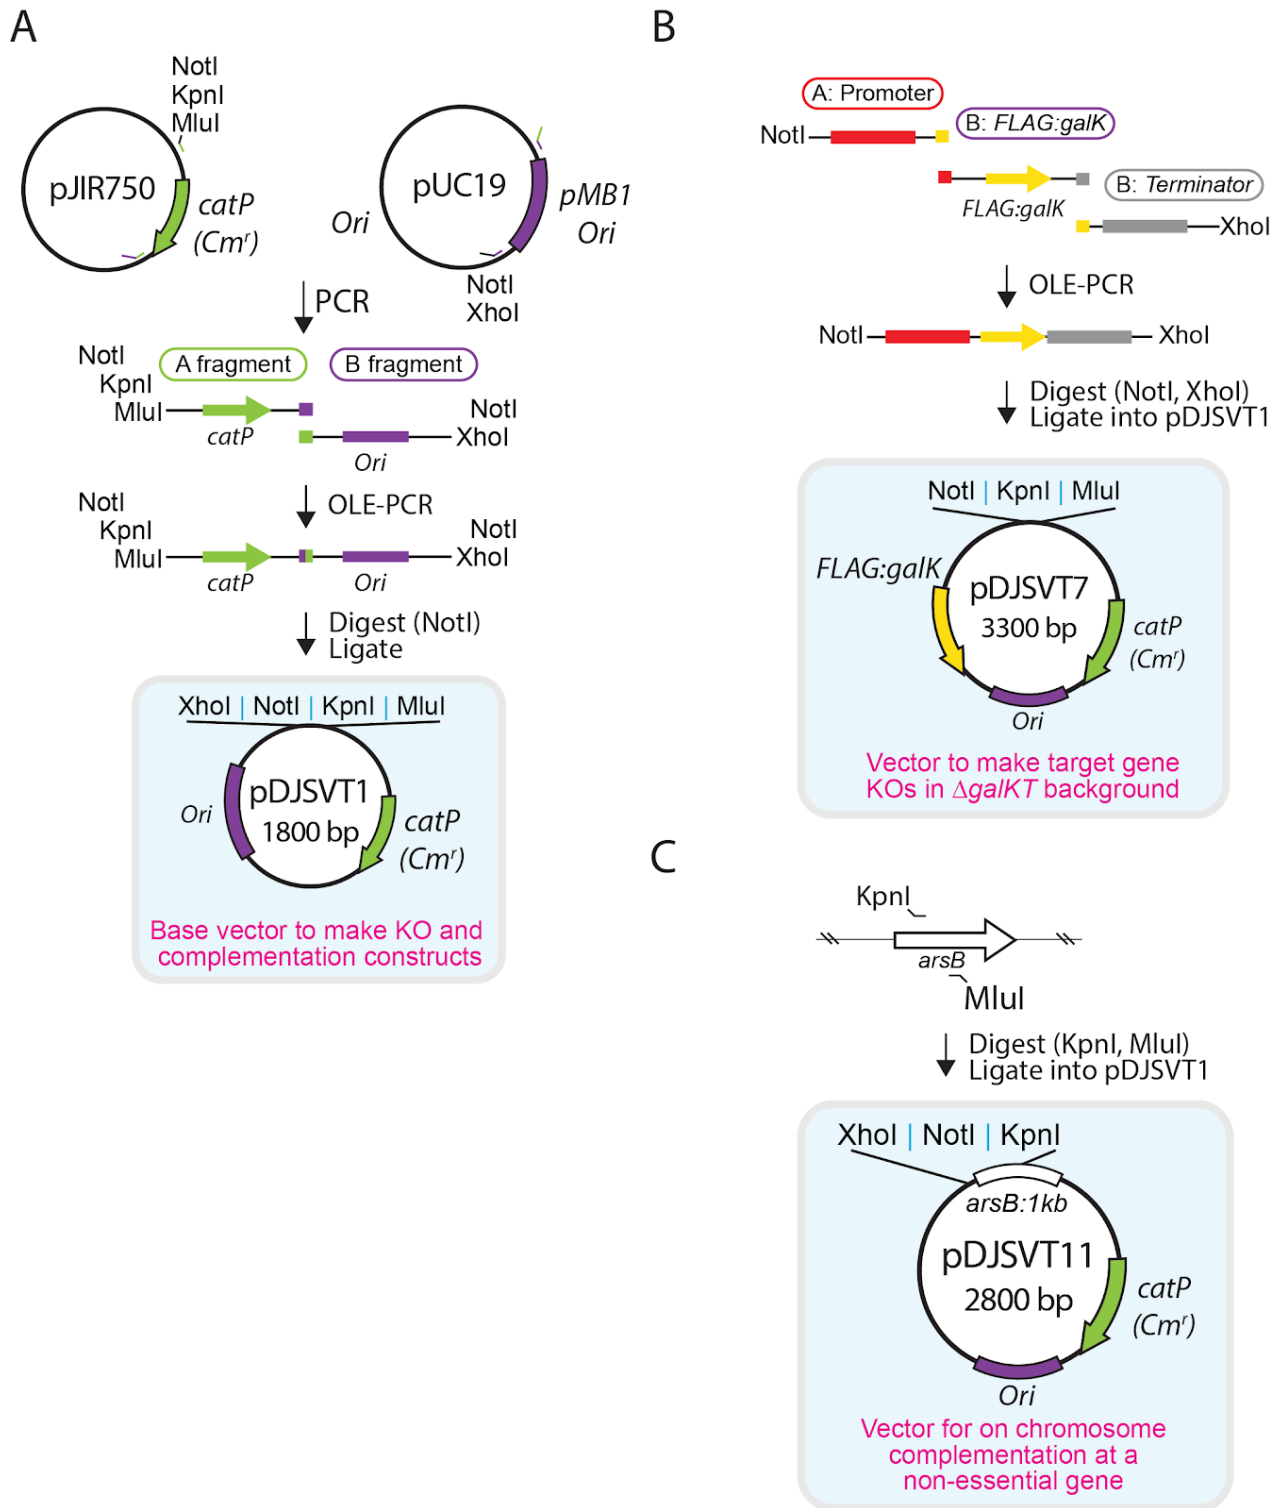 A
NotI
KpnI
MluI
pJIR750
catP
(Cmʳ)
pUC19
Ori
pMB1
Ori
NotI
XhoI
PCR
A fragment
B fragment
NotI
KpnI
MluI
catP
NotI
XhoI
Ori
OLE-PCR
NotI
KpnI
MluI
catP
Ori
NotI
XhoI
Digest (NotI)
Ligate
XhoI | NotI | KpnI | MluI
pDJSVT1
1800 bp
Ori
catP
(Cmʳ)
Base vector to make KO and
complementation constructs
B
A: Promoter
NotI
B: FLAG:galK
FLAG:galK
B: Terminator
XhoI
OLE-PCR
NotI
XhoI
Digest (NotI, XhoI)
Ligate into pDJSVT1
NotI | KpnI | MluI
FLAG:galK
pDJSVT7
3300 bp
catP
(Cmʳ)
Ori
Vector to make target gene
KOs in ΔgalKT background
C
KpnI
arsB
MluI
Digest (KpnI, MluI)
Ligate into pDJSVT1
XhoI | NotI | KpnI
arsB:1kb
pDJSVT11
2800 bp
catP
(Cmʳ)
Ori
Vector for on chromosome
complementation at a
non-essential gene